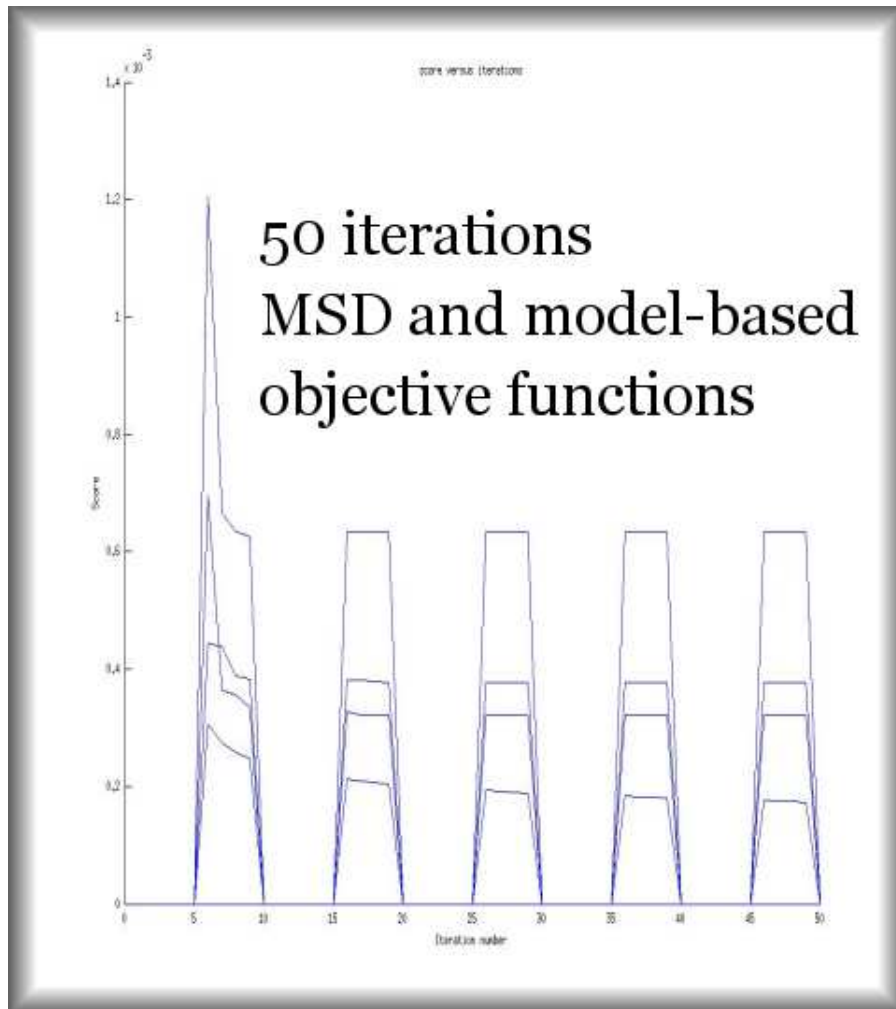 x 10
-3
score versus iterations
1.4
1.2
1
0.8
0.6
0.4
0.2
0
50 iterations
MSD and model-based
objective functions
Score
0 5 10 15 20 25 30 35 40 45 50
Iteration number